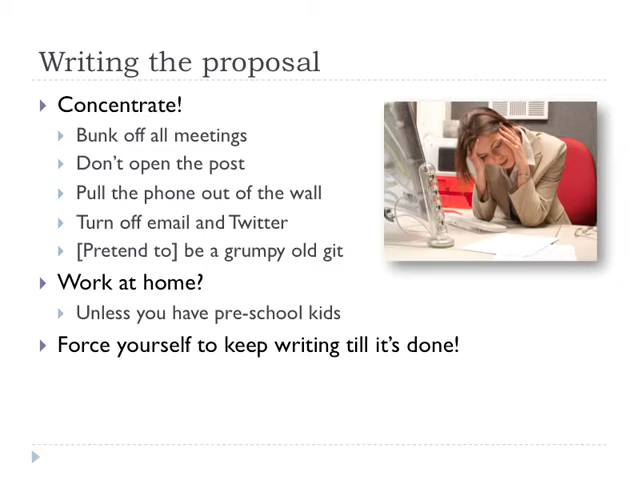 Writing the proposal
Concentrate!
Bunk off all meetings
Don't open the post
Pull the phone out of the wall
Turn off email and Twitter
[Pretend to] be a grumpy old git
Work at home?
Unless you have pre-school kids
Force yourself to keep writing till it's done!